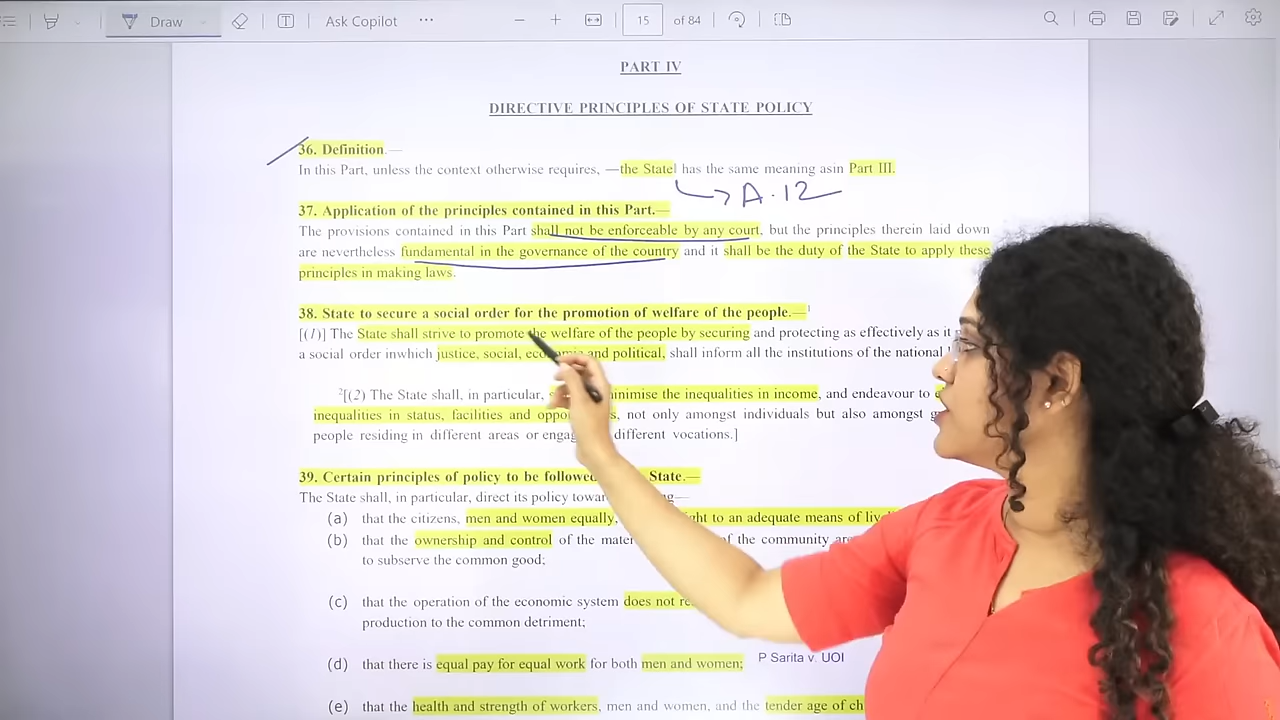 Draw
Ask Copilot
15 of 84
PART IV
DIRECTIVE PRINCIPLES OF STATE POLICY
36. Definition.—
In this Part, unless the context otherwise requires, —the Statel has the same meaning asin Part III.
A.12
37. Application of the principles contained in this Part.—
The provisions contained in this Part shall not be enforceable by any court, but the principles therein laid down
are nevertheless fundamental in the governance of the country and it shall be the duty of the State to apply these
principles in making laws.
38. State to secure a social order for the promotion of welfare of the people.—1
[(1) The State shall strive to promote the welfare of the people by securing and protecting as effectively as it
a social order inwhich justice, social, economic and political, shall inform all the institutions of the national
2[(2) The State shall, in particular, minimise the inequalities in income, and endeavour to
inequalities in status, facilities and not only amongst individuals but also amongst
people residing in different areas or different vocations.]
39. Certain principles of policy to be State.—
The State shall, in particular, direct its policy
(a) that the citizens, men and women equally, to an adequate means of
(b) that the ownership and control of the of the community
to subserve the common good;
(c) that the operation of the economic system does not
production to the common detriment;
(d) that there is equal pay for equal work for both men and women;
P Sarita v. UOI
(e) that the health and strength of workers, men and women, and the tender age of